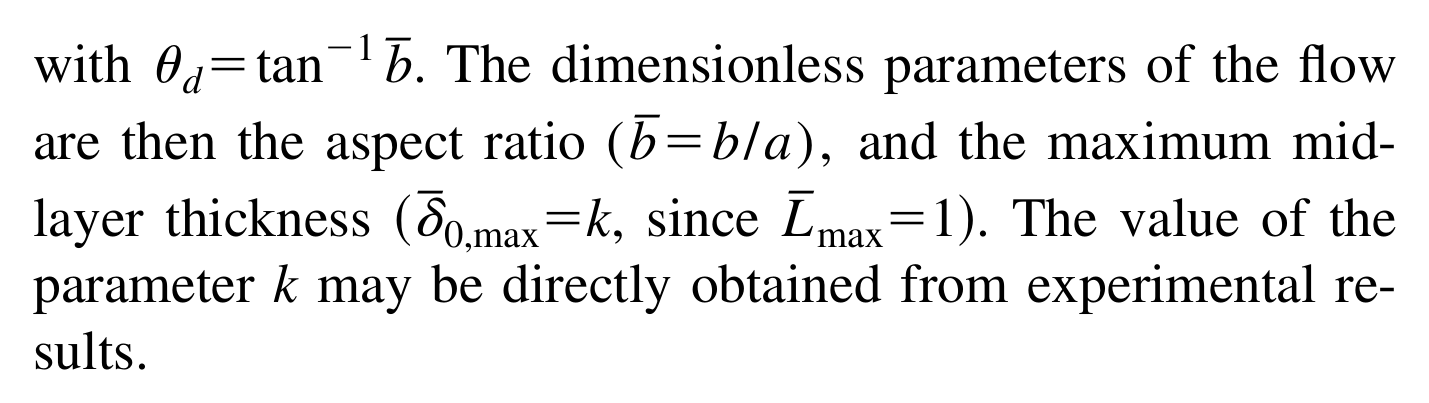 with θ_d=tan⁻¹ b̄. The dimensionless parameters of the flow
are then the aspect ratio (b̄=b/a), and the maximum mid-
layer thickness (δ̄₀,max=k, since L̄max=1). The value of the
parameter k may be directly obtained from experimental re-
sults.